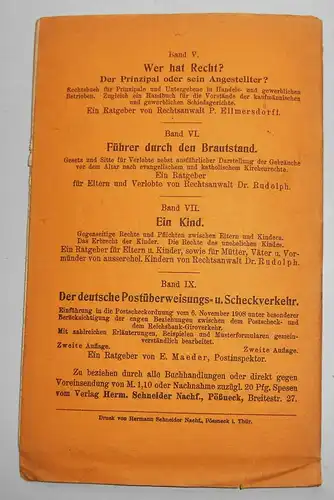 Band V.
Wer hat Recht?
Der Prinzipal oder sein Angestellter?
Rechtsbuch für Prinzipale und Untergebene in Handels- und gewerblichen
Betrieben. Zugleich ein Handbuch für die Vorstände der kaufmännischen
und gewerblichen Schiedsgerichte.
Ein Ratgeber von Rechtsanwalt P. Ellmersdorff.
Band VI.
Führer durch den Brautstand.
Gesetz und Sitte für Verlobte nebst ausführlicher Darstellung der Gebräuche
vor dem Altar nach evangelischem und katholischem Kirchenrechte.
Ein Ratgeber
für Eltern und Verlobte von Rechtsanwalt Dr. Rudolph.
Band VII.
Ein Kind.
Gegenseitige Rechte und Pflichten zwischen Eltern und Kindern.
Das Erbrecht der Kinder. Die Rechte des unehelichen Kindes.
Ein Ratgeber für Eltern u. Kinder, sowie für Mütter, Väter u. Vor-
münder von ausserehel. Kindern von Rechtsanwalt Dr. Rudolph.
Band IX.
Der deutsche Postüberweisungs- u. Scheckverkehr.
Einführung in die Postscheckordnung vom 6. November 1908 unter besonderer
Berücksichtigung der engen Beziehungen zwischen dem Postscheck- und
dem Reichsbank-Giroverkehr.
Mit zahlreichen Erläuterungen, Beispielen und Musterformularen gemein-
verständlich bearbeitet.
Zweite Auflage. Zweite Auflage.
Ein Ratgeber von E. Maeder, Postinspektor.
Zu beziehen durch alle Buchhandlungen oder direkt gegen
Voreinsendung von M. 1,10 oder Nachnahme zuzügl. 20 Pfg. Spesen
vom Verlag Herm. Schneider Nachf., Pößneck, Breitestr. 27.
Druck von Hermann Schneider Nachf., Pössneck i. Thür.